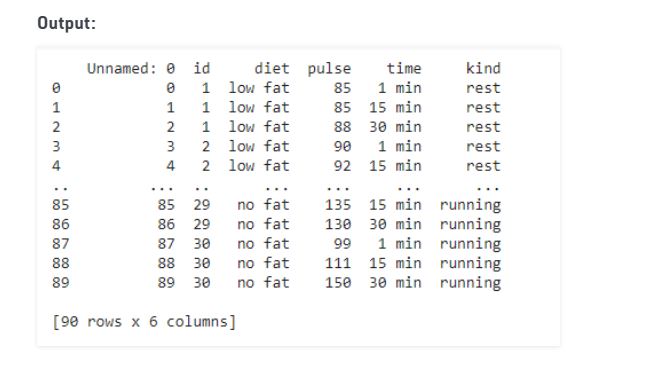 Output:
Unnamed: 0 id diet pulse time kind
0 0 1 low fat 85 1 min rest
1 1 1 low fat 85 15 min rest
2 2 1 low fat 88 30 min rest
3 3 2 low fat 90 1 min rest
4 4 2 low fat 92 15 min rest
.. ... .. ... ... ... ...
85 85 29 no fat 135 15 min running
86 86 29 no fat 130 30 min running
87 87 30 no fat 99 1 min running
88 88 30 no fat 111 15 min running
89 89 30 no fat 150 30 min running
[90 rows x 6 columns]